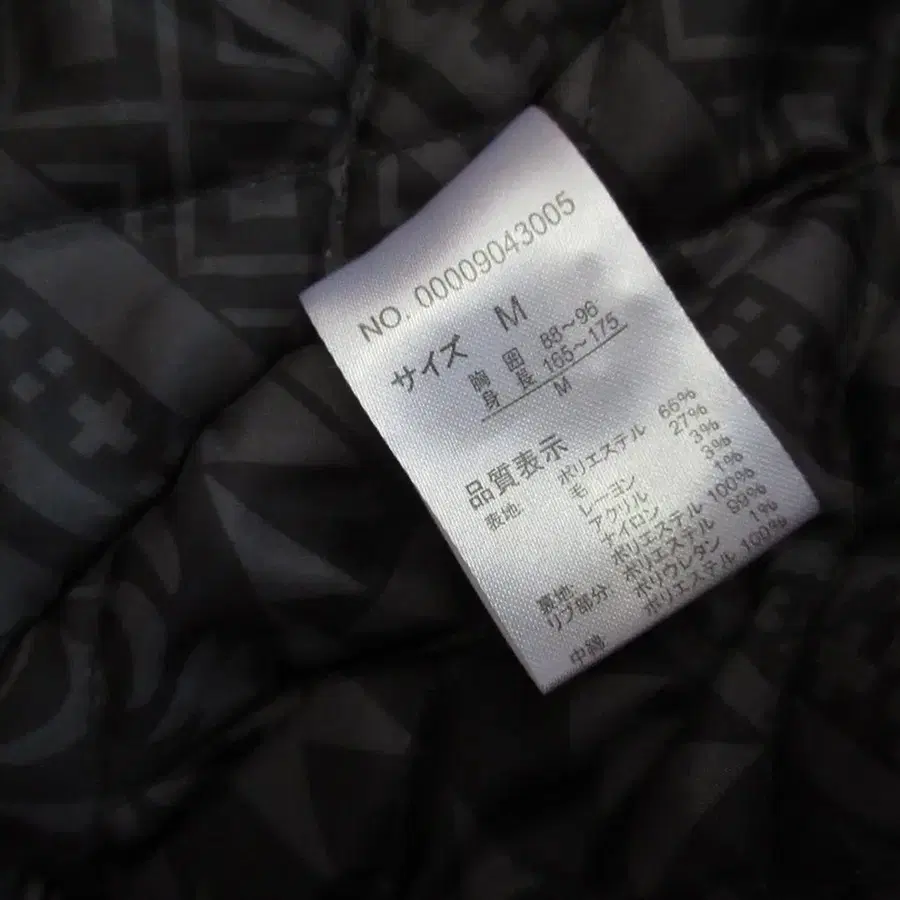 NO. 00009043005
サイズ M
胸 囲 88〜96
身 長 165〜175
M
品質表示
表地: ポリエステル 66%
毛 27%
レーヨン 3%
アクリル 3%
ナイロン 1%
裏地: ポリエステル 100%
リブ部分 ポリエステル 99%
ポリウレタン 1%
中綿 ポリエステル 100%